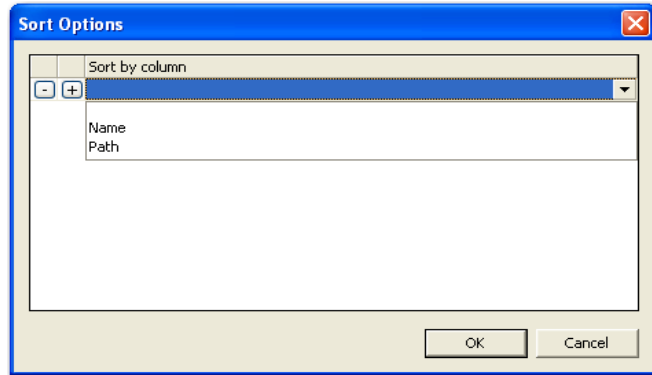 Sort Options
Sort by column
- +
Name
Path
OK Cancel